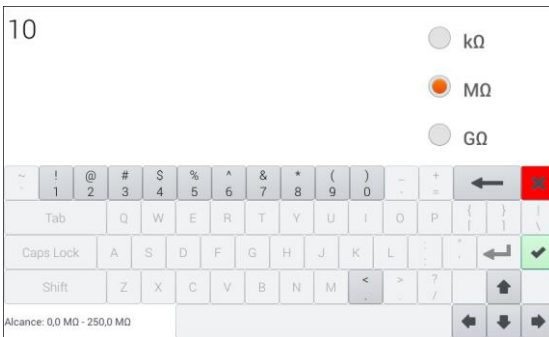 10
kΩ
MΩ
GΩ
~ ! @ # $ % ^ & * ( ) _ +
` 1 2 3 4 5 6 7 8 9 0 - =
Tab Q W E R T Y U I O P { } |
[ ] \
Caps Lock A S D F G H J K L : "
; '
Shift Z X C V B N M < > ?
, . /
Alcance: 0,0 MΩ - 250,0 MΩ